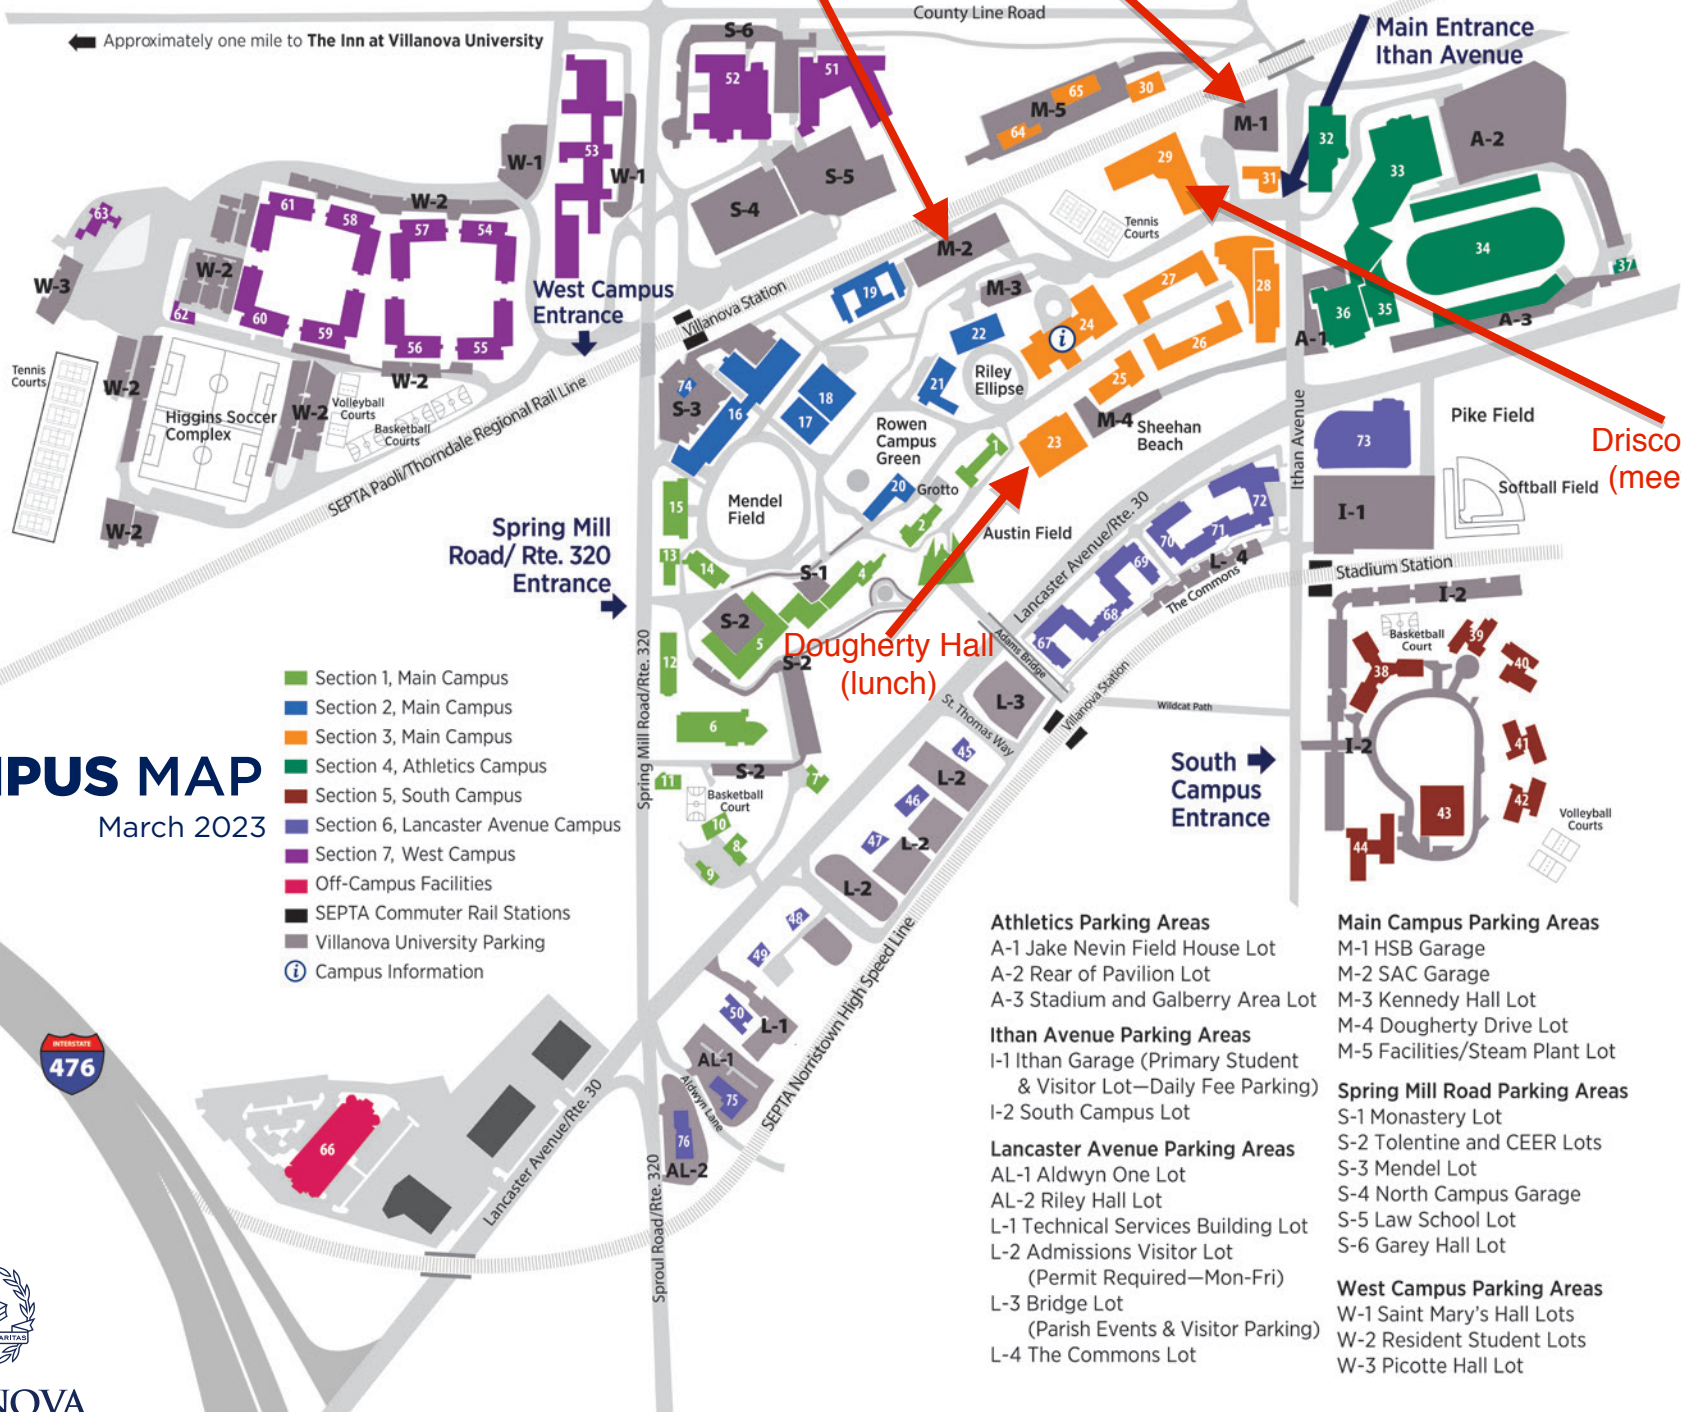 County Line Road
Approximately one mile to The Inn at Villanova University
Main Entrance
Ithan Avenue
S-6
52
51
53
W-1
W-1
S-5
S-4
M-5
65
30
64
M-1
29
31
32
33
A-2
34
37
Tennis
Courts
M-2
W-2
61
58
57
54
63
W-3
W-2
62
60
59
56
55
W-2
West Campus
Entrance
Villanova Station
19
M-3
22
24
i
27
28
26
25
36
35
A-1
A-3
Tennis
Courts
W-2
Higgins Soccer
Complex
W-2
Volleyball
Courts
Basketball
Courts
SEPTA Paoli/Thorndale Regional Rail Line
W-2
74
S-3
16
18
17
21
Riley
Ellipse
Rowen
Campus
Green
23
M-4
Sheehan
Beach
Ithan Avenue
73
Pike Field
Drisco
(mee
Softball Field
I-1
15
Mendel
Field
20
Grotto
1
2
Austin Field
Lancaster Avenue/Rte. 30
72
71
70
69
68
67
L-4
The Commons
Stadium Station
I-2
Spring Mill
Road/ Rte. 320
Entrance
13
14
S-1
4
S-2
5
12
S-2
Dougherty Hall
(lunch)
Adams Bridge
Villanova Station
L-3
St. Thomas Way
Wildcat Path
Basketball
Court
39
38
40
41
42
43
44
I-2
Volleyball
Courts
South
Campus
Entrance
Spring Mill Road/Rte. 320
6
S-2
11
Basketball
Court
7
10
8
9
45
L-2
46
47
L-2
L-2
48
49
50
L-1
AL-1
75
Aldwyn Lane
76
AL-2
SEPTA Norristown High Speed Line
Sproul Road/Rte. 320
Lancaster Avenue/Rte. 30
66
INTERSTATE
476
MPUS MAP
March 2023
Section 1, Main Campus
Section 2, Main Campus
Section 3, Main Campus
Section 4, Athletics Campus
Section 5, South Campus
Section 6, Lancaster Avenue Campus
Section 7, West Campus
Off-Campus Facilities
SEPTA Commuter Rail Stations
Villanova University Parking
i Campus Information
Athletics Parking Areas
A-1 Jake Nevin Field House Lot
A-2 Rear of Pavilion Lot
A-3 Stadium and Galberry Area Lot
Ithan Avenue Parking Areas
I-1 Ithan Garage (Primary Student
& Visitor Lot—Daily Fee Parking)
I-2 South Campus Lot
Lancaster Avenue Parking Areas
AL-1 Aldwyn One Lot
AL-2 Riley Hall Lot
L-1 Technical Services Building Lot
L-2 Admissions Visitor Lot
(Permit Required—Mon-Fri)
L-3 Bridge Lot
(Parish Events & Visitor Parking)
L-4 The Commons Lot
Main Campus Parking Areas
M-1 HSB Garage
M-2 SAC Garage
M-3 Kennedy Hall Lot
M-4 Dougherty Drive Lot
M-5 Facilities/Steam Plant Lot
Spring Mill Road Parking Areas
S-1 Monastery Lot
S-2 Tolentine and CEER Lots
S-3 Mendel Lot
S-4 North Campus Garage
S-5 Law School Lot
S-6 Garey Hall Lot
West Campus Parking Areas
W-1 Saint Mary's Hall Lots
W-2 Resident Student Lots
W-3 Picotte Hall Lot
NOVA